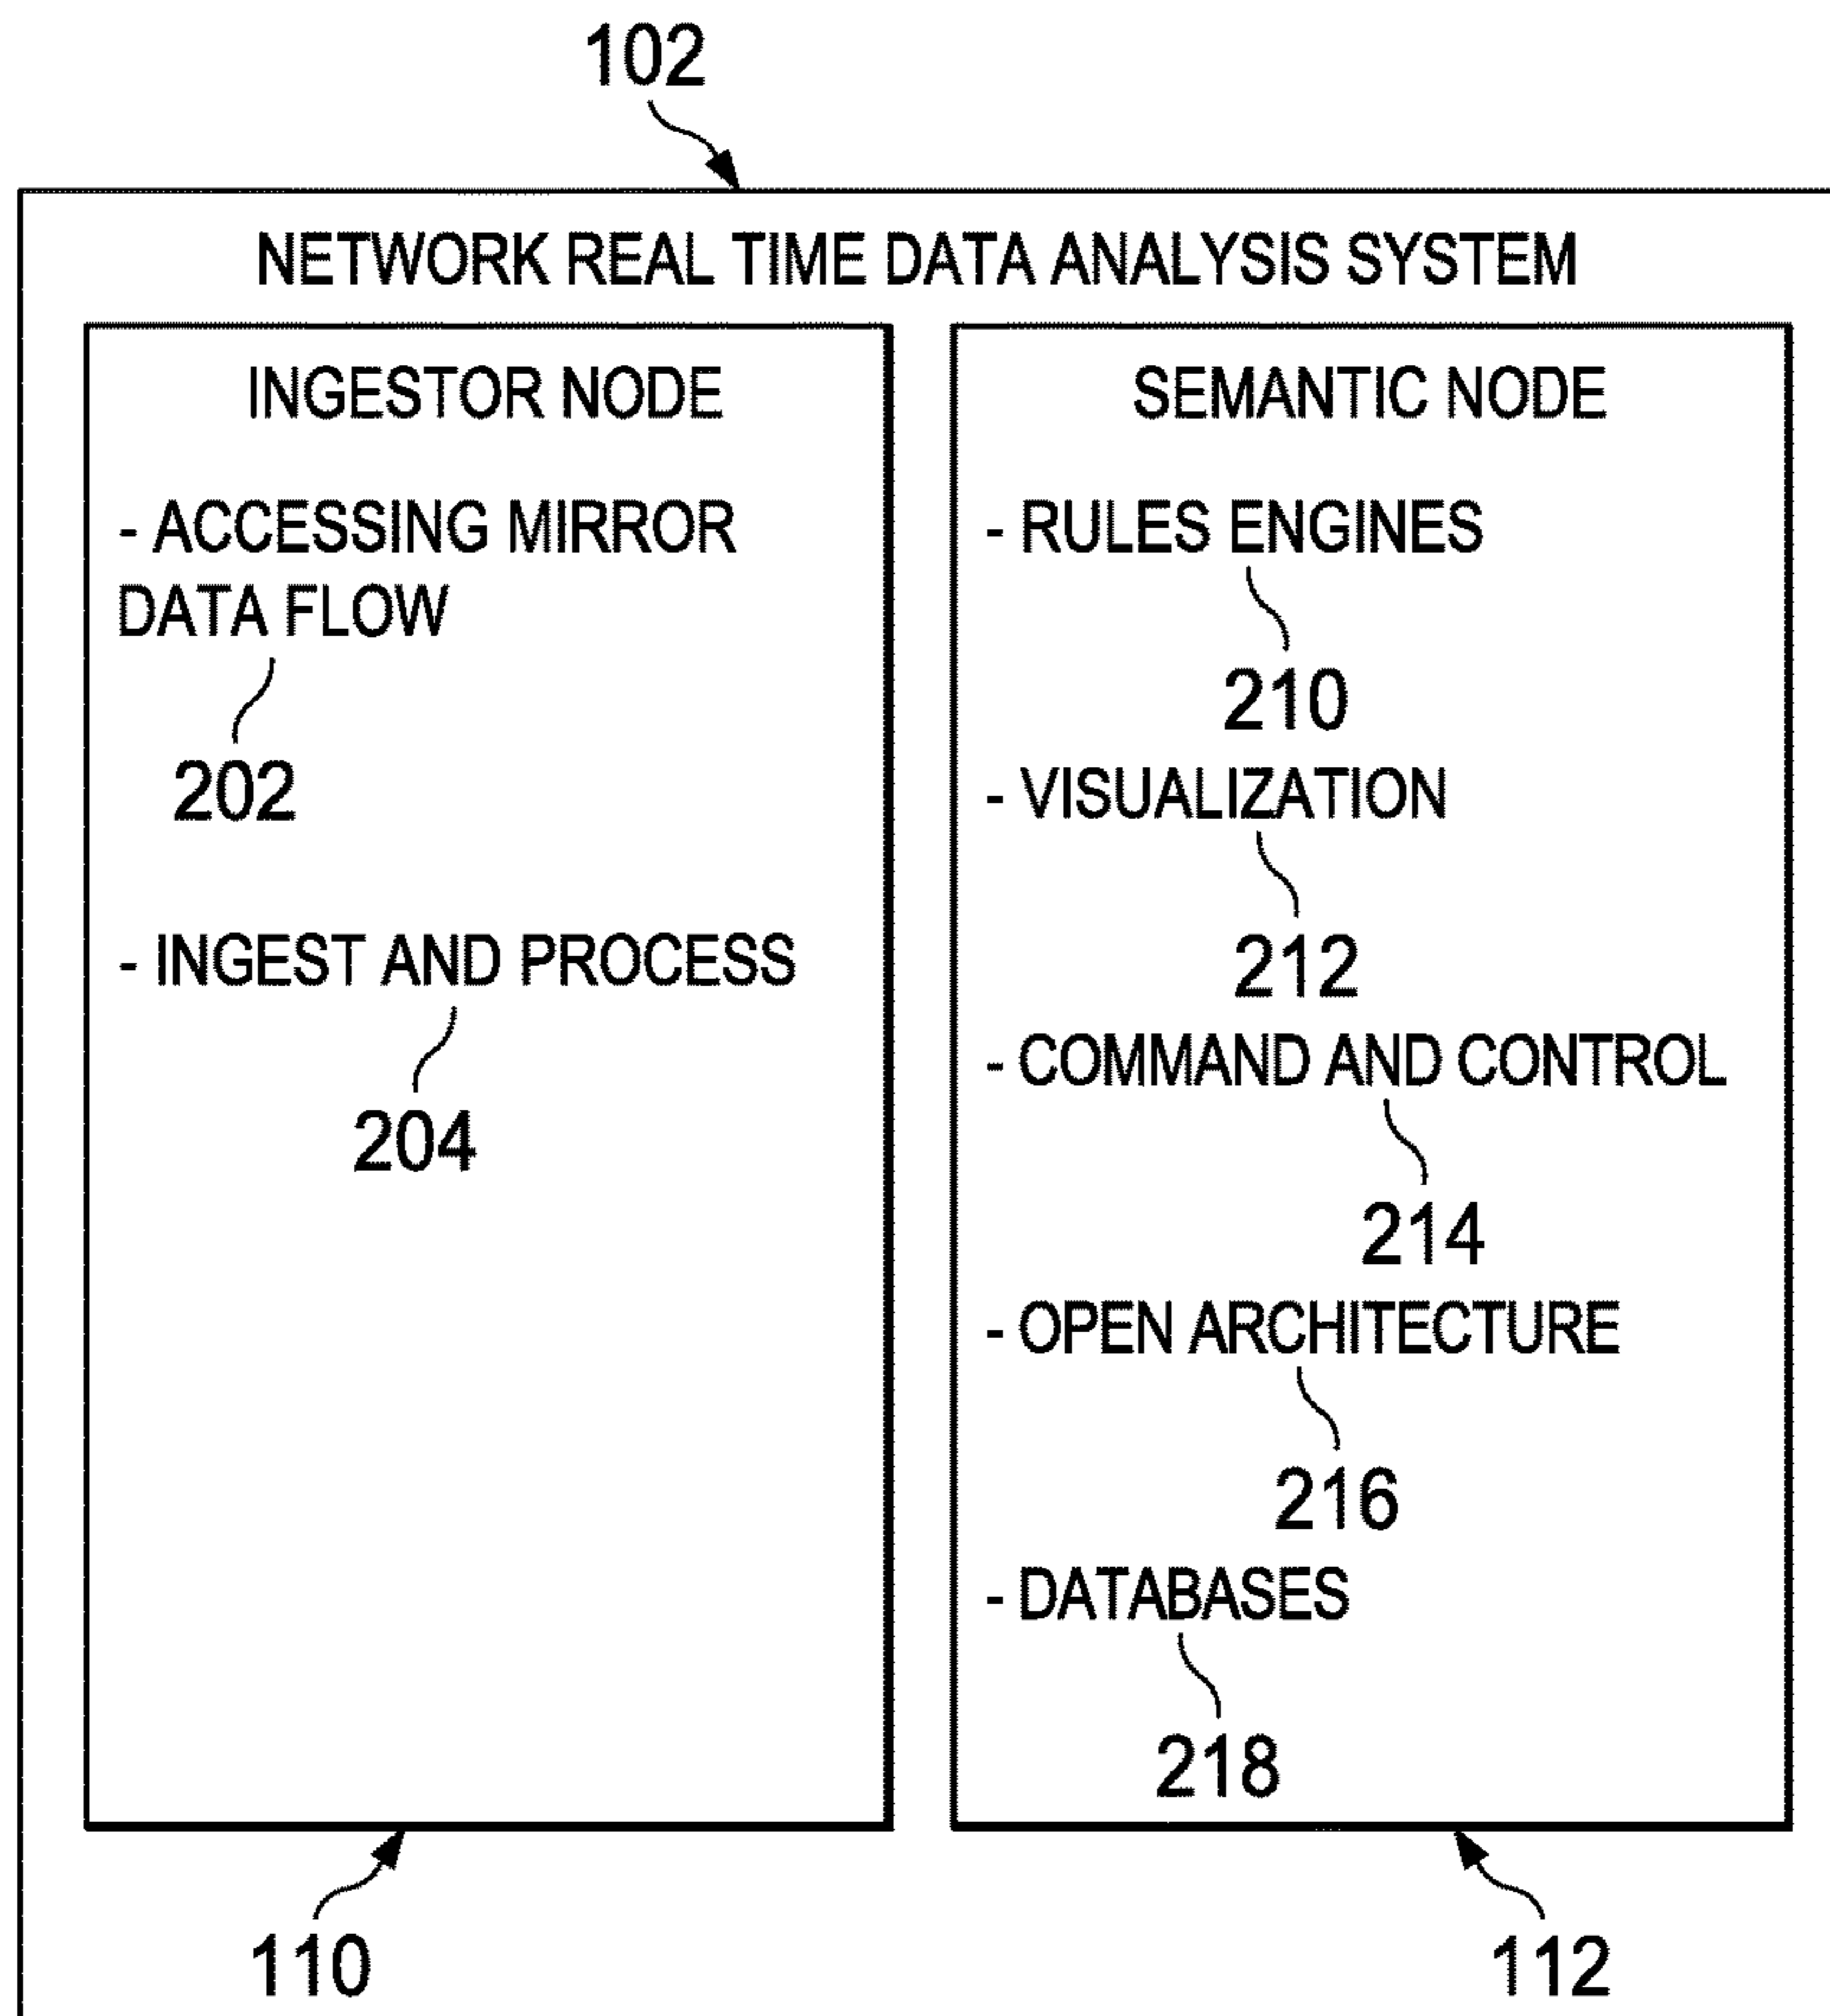 102
NETWORK REAL TIME DATA ANALYSIS SYSTEM
INGESTOR NODE
- ACCESSING MIRROR
DATA FLOW
202
- INGEST AND PROCESS
204
110
SEMANTIC NODE
- RULES ENGINES
210
- VISUALIZATION
212
- COMMAND AND CONTROL
214
- OPEN ARCHITECTURE
216
- DATABASES
218
112